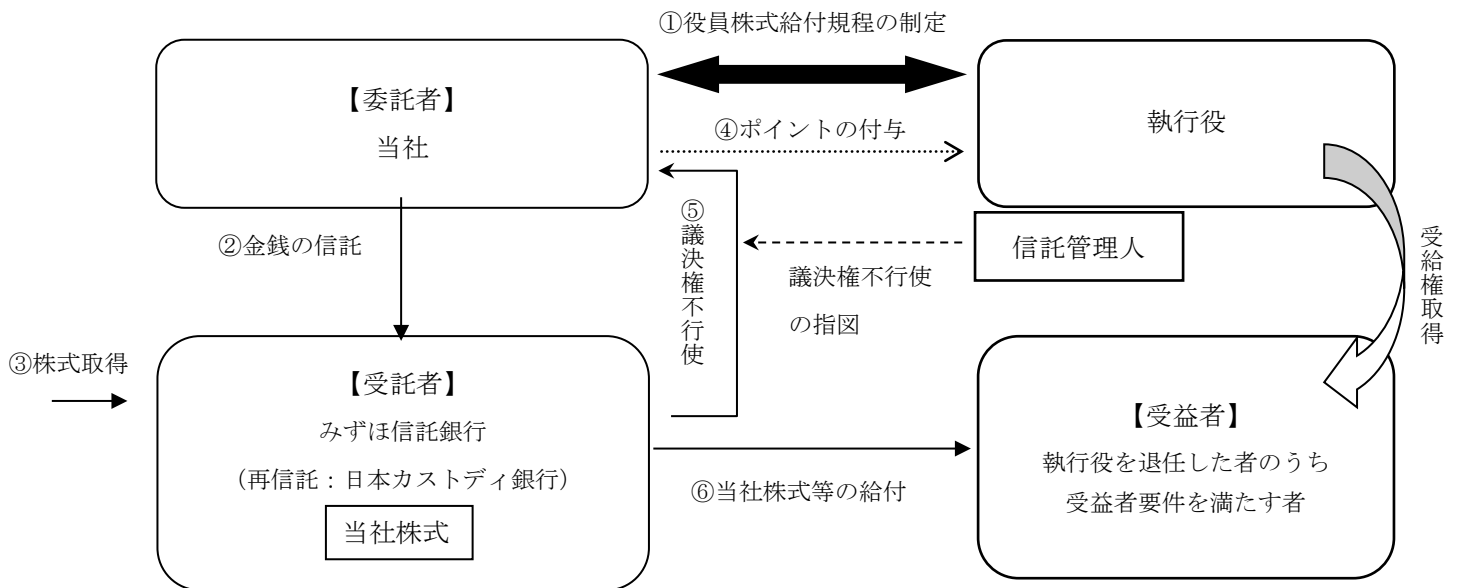 ①役員株式給付規程の制定
【委託者】
当社
執行役
④ポイントの付与
②金銭の信託
⑤議決権不行使
信託管理人
議決権不行使
の指図
受給権取得
③株式取得
【受託者】
みずほ信託銀行
(再信託:日本カストディ銀行)
当社株式
⑥当社株式等の給付
【受益者】
執行役を退任した者のうち
受益者要件を満たす者